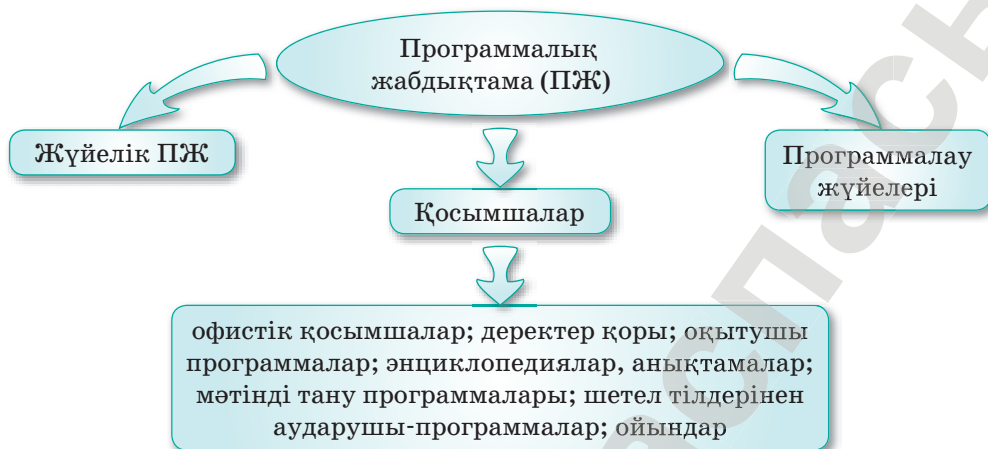 Программалық
жабдықтама (ПЖ)
Жүйелік ПЖ
Қосымшалар
Программалау
жүйелері
офистік қосымшалар; деректер қоры; оқытушы
программалар; энциклопедиялар, анықтамалар;
мәтінді тану программалары; шетел тілдерінен
аударушы-программалар; ойындар